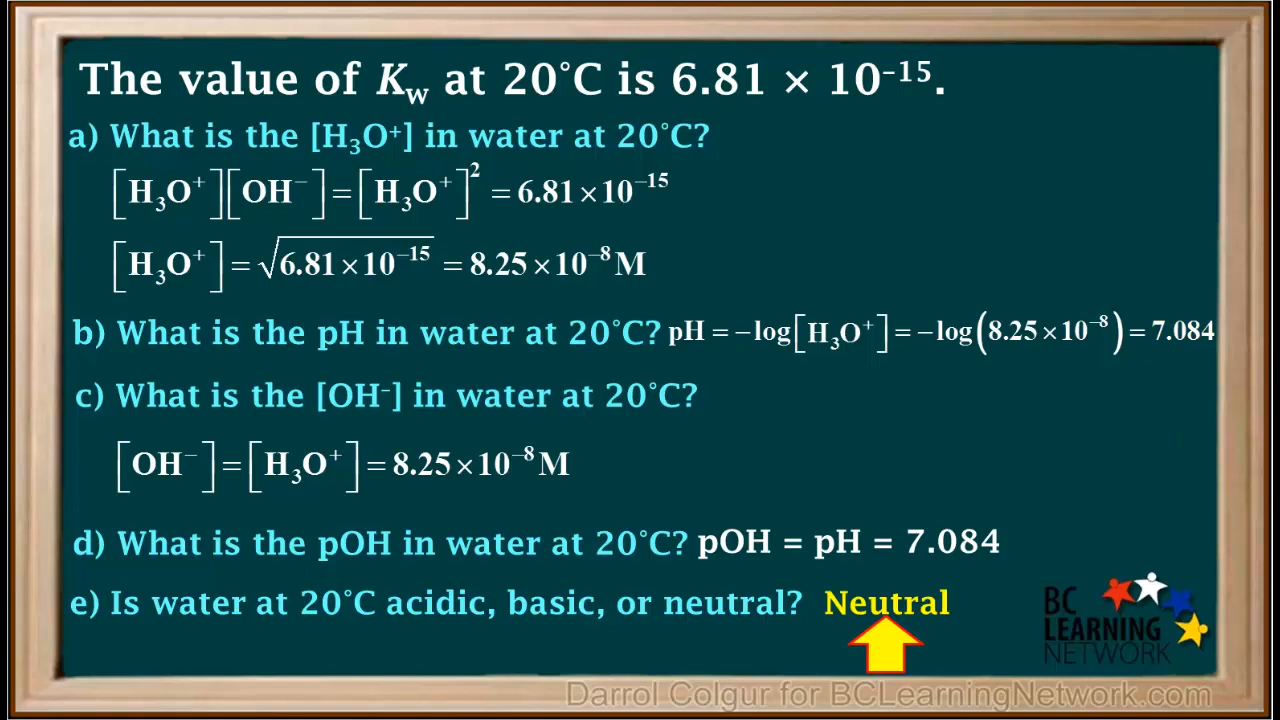 The value of Kw at 20°C is 6.81 × 10⁻¹⁵.
a) What is the [H₃O⁺] in water at 20°C?
[H₃O⁺][OH⁻] = [H₃O⁺]² = 6.81 × 10⁻¹⁵
[H₃O⁺] = √6.81 × 10⁻¹⁵ = 8.25 × 10⁻⁸ M
b) What is the pH in water at 20°C? pH = −log[H₃O⁺] = −log(8.25 × 10⁻⁸) = 7.084
c) What is the [OH⁻] in water at 20°C?
[OH⁻] = [H₃O⁺] = 8.25 × 10⁻⁸ M
d) What is the pOH in water at 20°C? pOH = pH = 7.084
e) Is water at 20°C acidic, basic, or neutral? Neutral
BC
LEARNING
NETWORK
Darrol Colgur for BCLearningNetwork.com